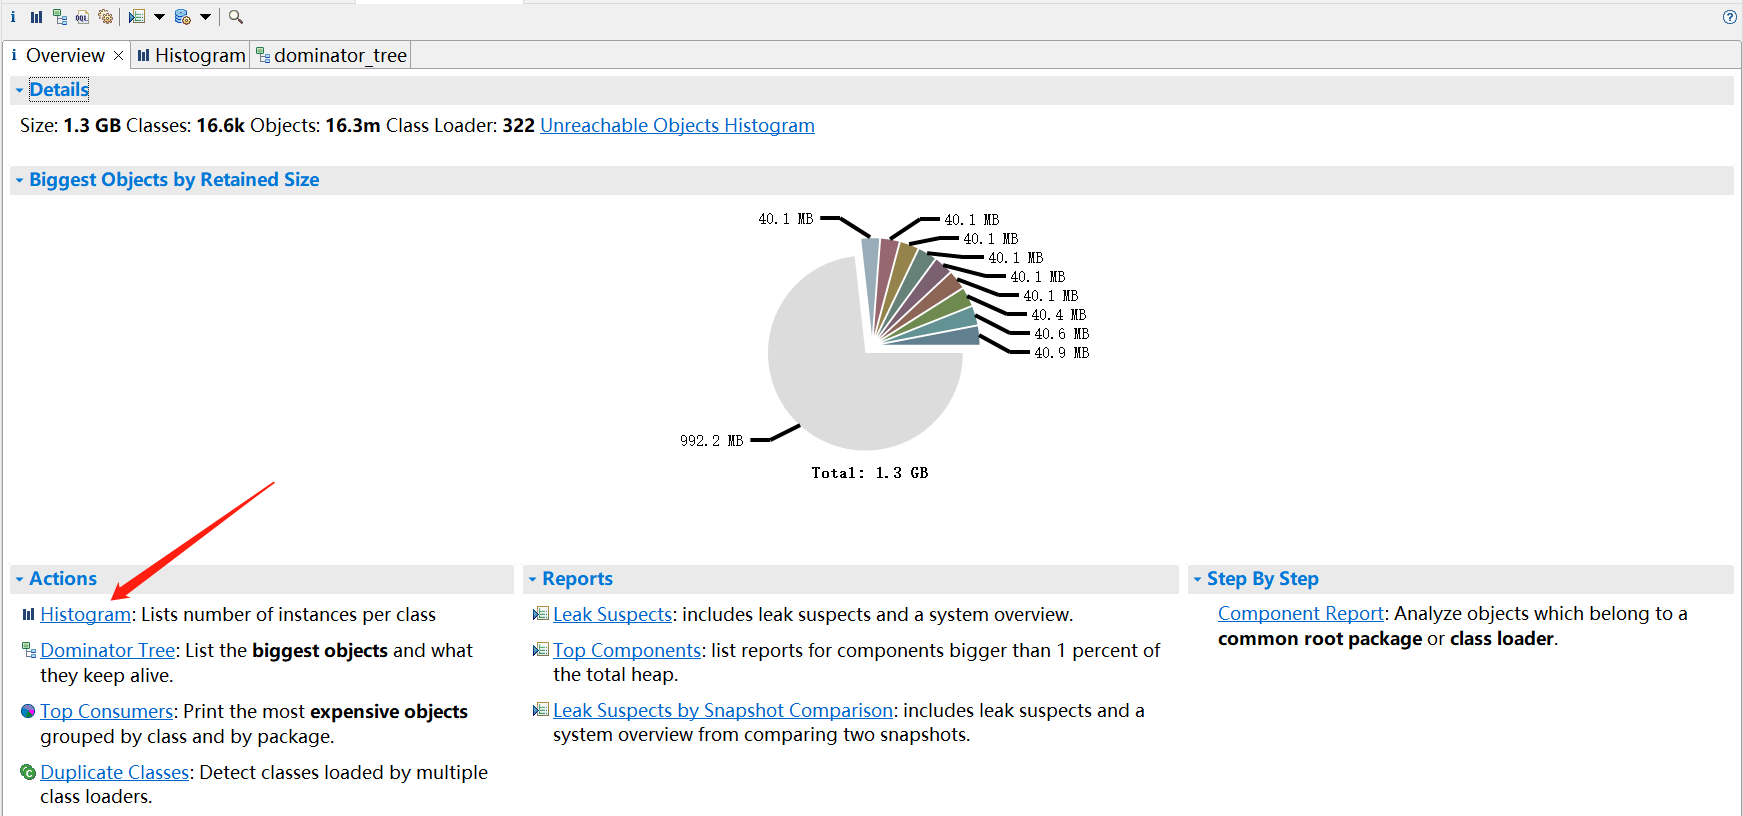 Overview
Histogram
dominator_tree
Details
Size: 1.3 GB Classes: 16.6k Objects: 16.3m Class Loader: 322 Unreachable Objects Histogram
Biggest Objects by Retained Size
40.1 MB
40.1 MB
40.1 MB
40.1 MB
40.1 MB
40.1 MB
40.4 MB
40.6 MB
40.9 MB
992.2 MB
Total: 1.3 GB
Actions
Histogram: Lists number of instances per class
Dominator Tree: List the biggest objects and what
they keep alive.
Top Consumers: Print the most expensive objects
grouped by class and by package.
Duplicate Classes: Detect classes loaded by multiple
class loaders.
Reports
Leak Suspects: includes leak suspects and a system overview.
Top Components: list reports for components bigger than 1 percent of
the total heap.
Leak Suspects by Snapshot Comparison: includes leak suspects and a
system overview from comparing two snapshots.
Step By Step
Component Report: Analyze objects which belong to a
common root package or class loader.